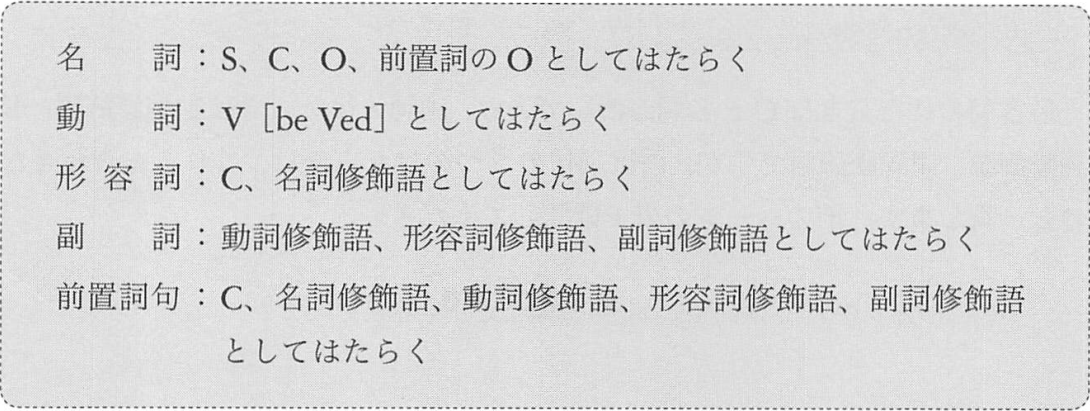 名　　詞：S、C、O、前置詞の O としてはたらく
動　　詞：V［be Ved］としてはたらく
形 容 詞：C、名詞修飾語としてはたらく
副　　詞：動詞修飾語、形容詞修飾語、副詞修飾語としてはたらく
前置詞句：C、名詞修飾語、動詞修飾語、形容詞修飾語、副詞修飾語
としてはたらく